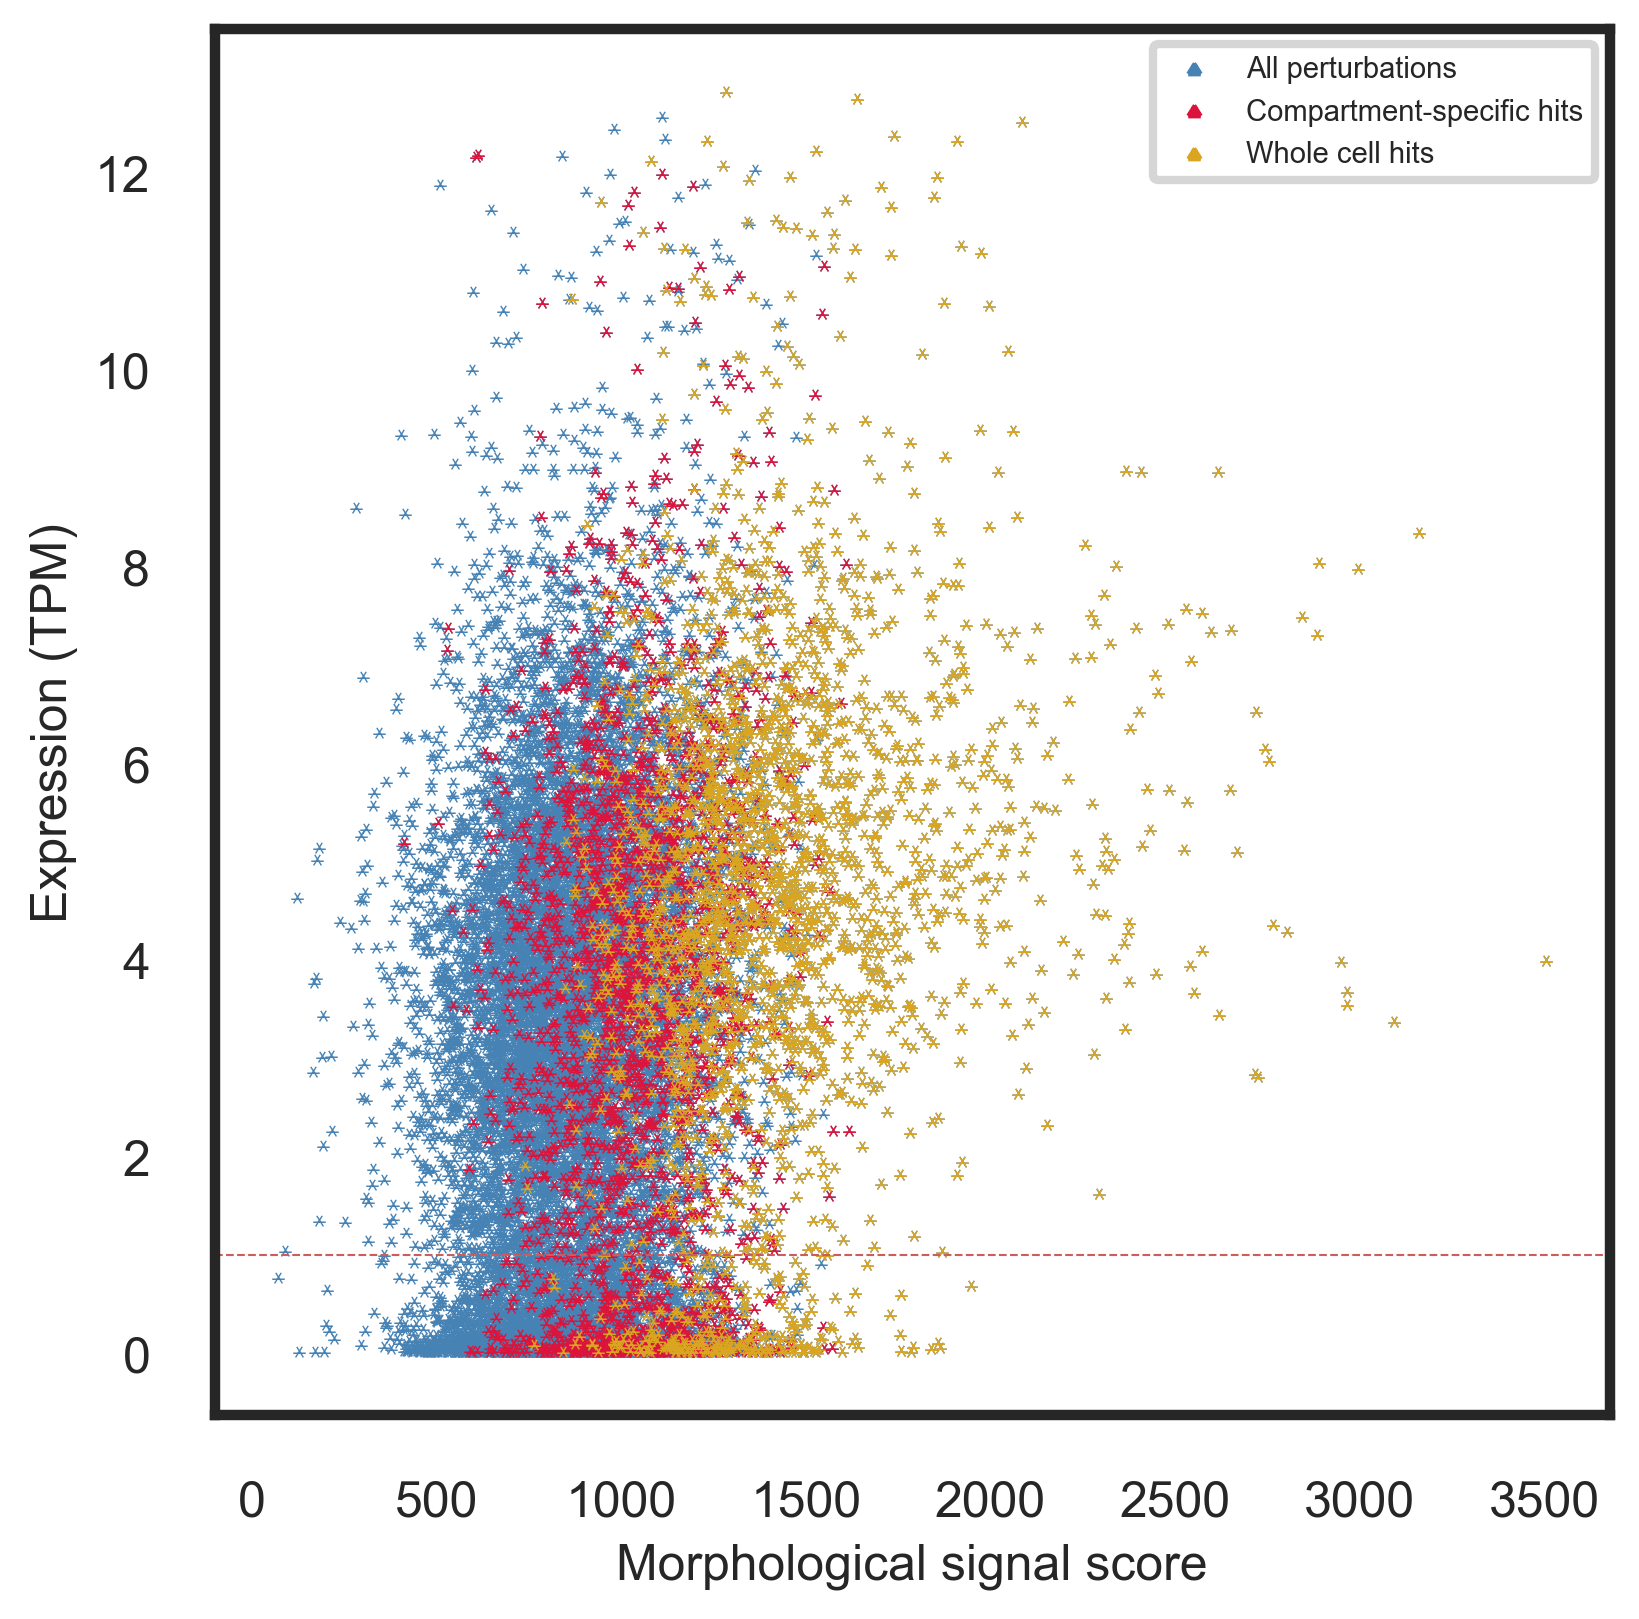 All perturbations
Compartment-specific hits
Whole cell hits
12
10
8
6
4
2
0
Expression (TPM)
0 500 1000 1500 2000 2500 3000 3500
Morphological signal score